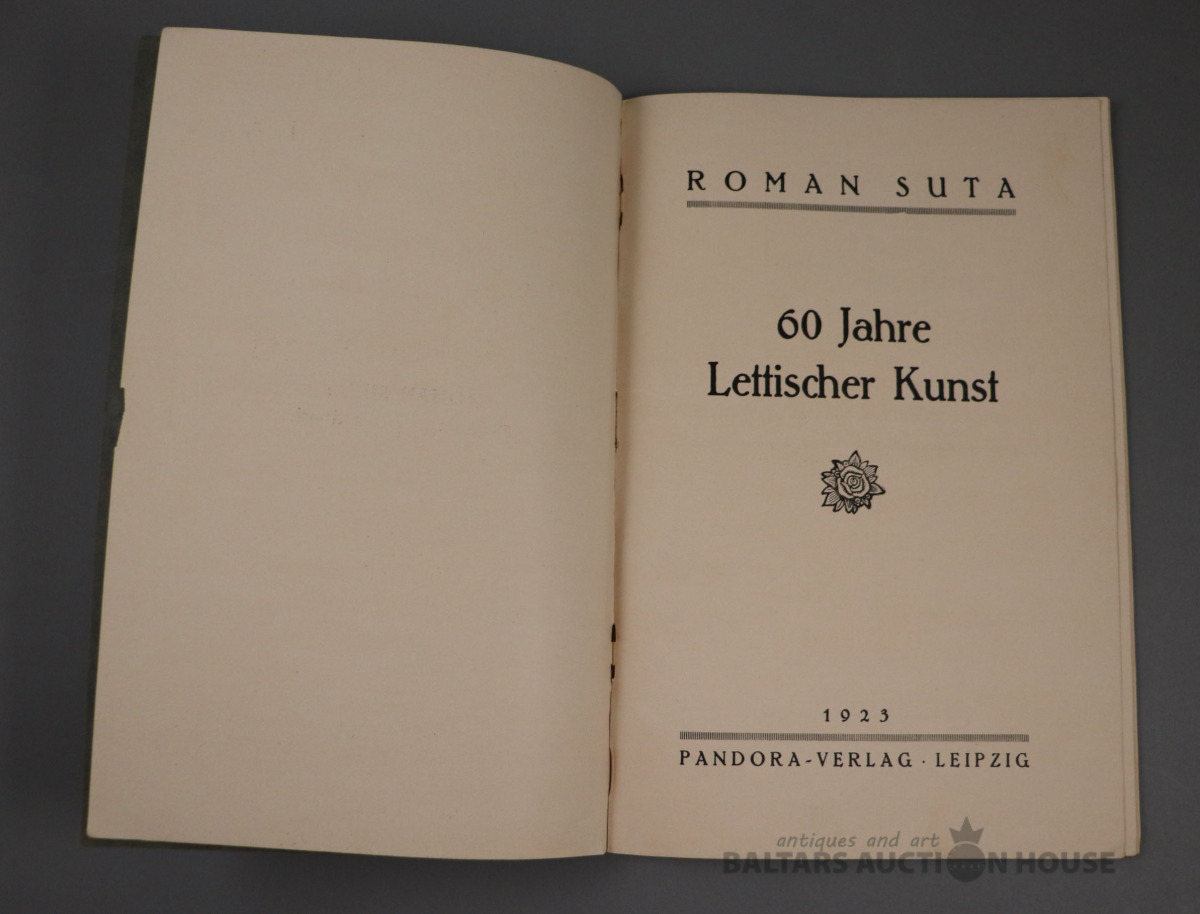 ROMAN SUTA
60 Jahre
Lettischer Kunst
1923
PANDORA-VERLAG · LEIPZIG
antiques and art
BALTARS AUCTION HOUSE